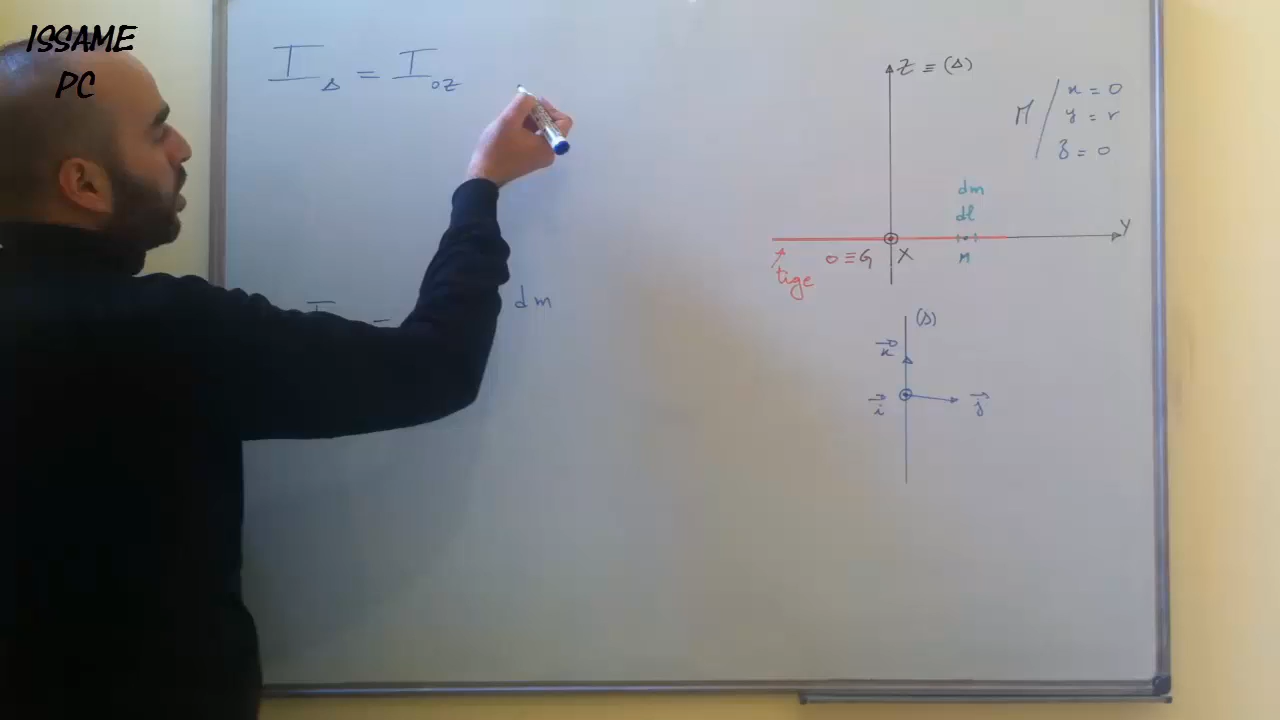 ISSAME
PC
I_Δ = I_oz
I = dm
Z ≡ (Δ)
M / x = 0
y = r
z = 0
dm
dl
Y
O ≡ G
X
M
tige
(Δ)
k
i
j